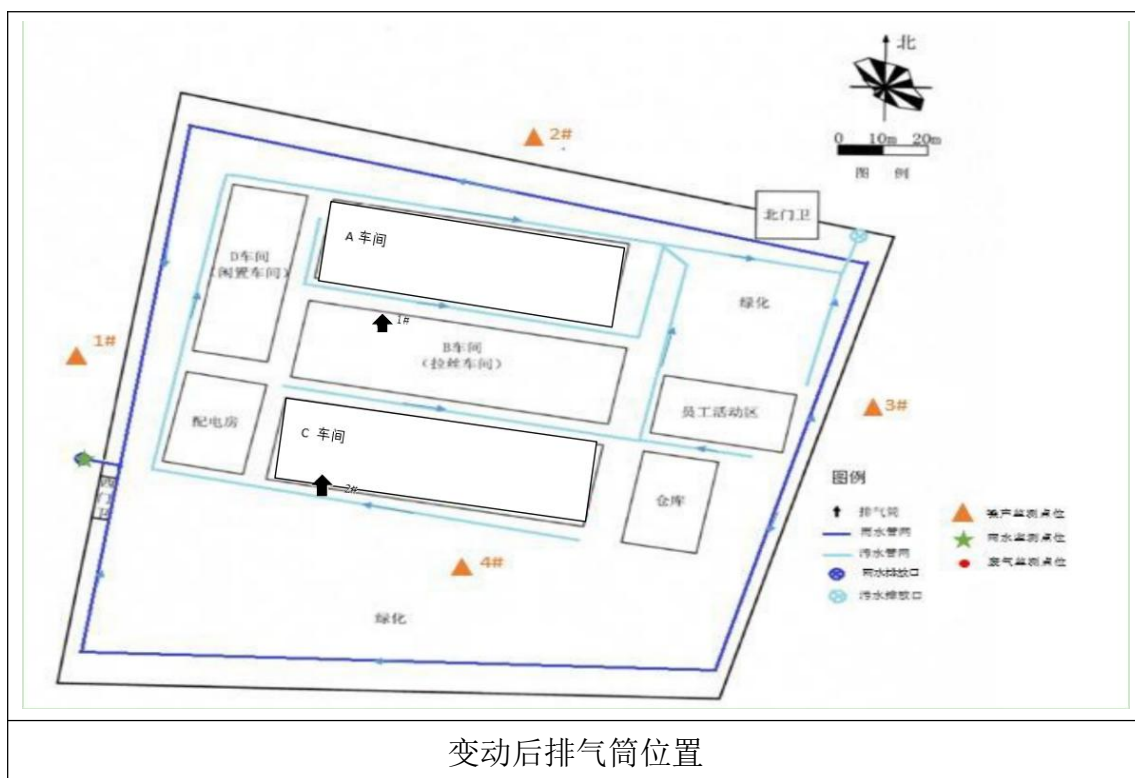 北
0 10m 20m
图 例
2#
北门卫
A 车间
D车间
(闲置车间)
绿化
1#
1#
B车间
(拉丝车间)
3#
员工活动区
配电房
C 车间
2#
西门卫
仓库
4#
绿化
图例
排气筒
雨水管网
污水管网
雨水排放口
污水排放口
噪声监测点位
雨水监测点位
废气监测点位
变动后排气筒位置